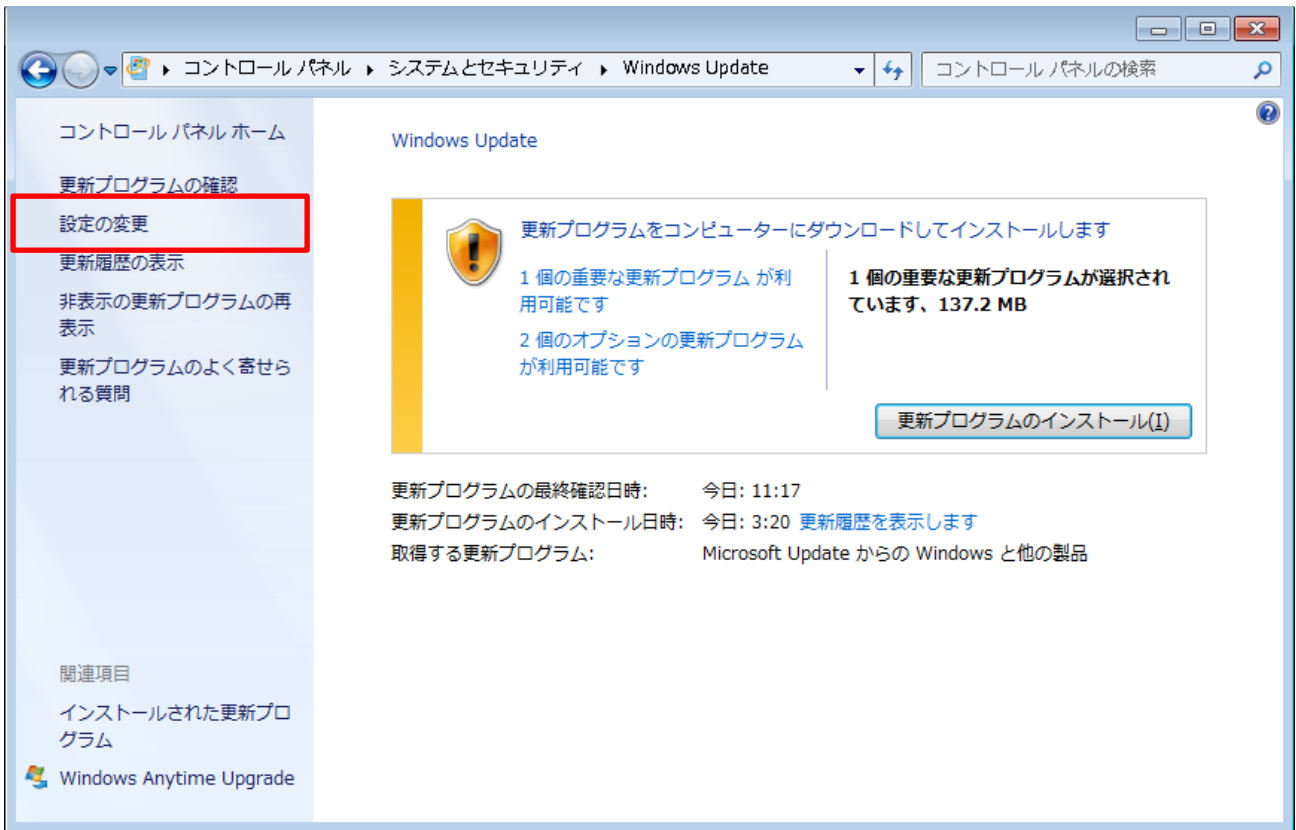 コントロール パネル ▸ システムとセキュリティ ▸ Windows Update
コントロール パネルの検索
コントロール パネル ホーム
更新プログラムの確認
設定の変更
更新履歴の表示
非表示の更新プログラムの再
表示
更新プログラムのよく寄せら
れる質問
関連項目
インストールされた更新プロ
グラム
Windows Anytime Upgrade
Windows Update
更新プログラムをコンピューターにダウンロードしてインストールします
1 個の重要な更新プログラム が利
用可能です
2 個のオプションの更新プログラム
が利用可能です
1 個の重要な更新プログラムが選択され
ています、137.2 MB
更新プログラムのインストール(I)
更新プログラムの最終確認日時: 今日: 11:17
更新プログラムのインストール日時: 今日: 3:20 更新履歴を表示します
取得する更新プログラム: Microsoft Update からの Windows と他の製品